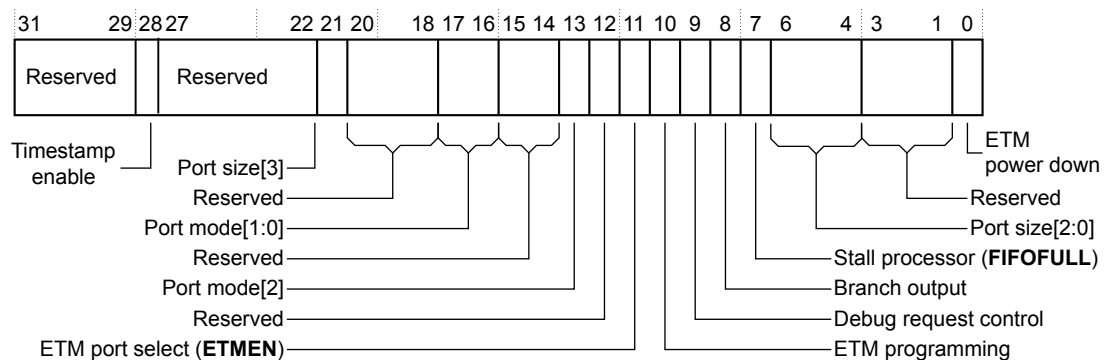 31 29 28 27 22 21 20 18 17 16 15 14 13 12 11 10 9 8 7 6 4 3 1 0
Reserved Reserved
Timestamp
enable
Port size[3]
Reserved
Port mode[1:0]
Reserved
Port mode[2]
Reserved
ETM port select (ETMEN)
ETM
power down
Reserved
Port size[2:0]
Stall processor (FIFOFULL)
Branch output
Debug request control
ETM programming